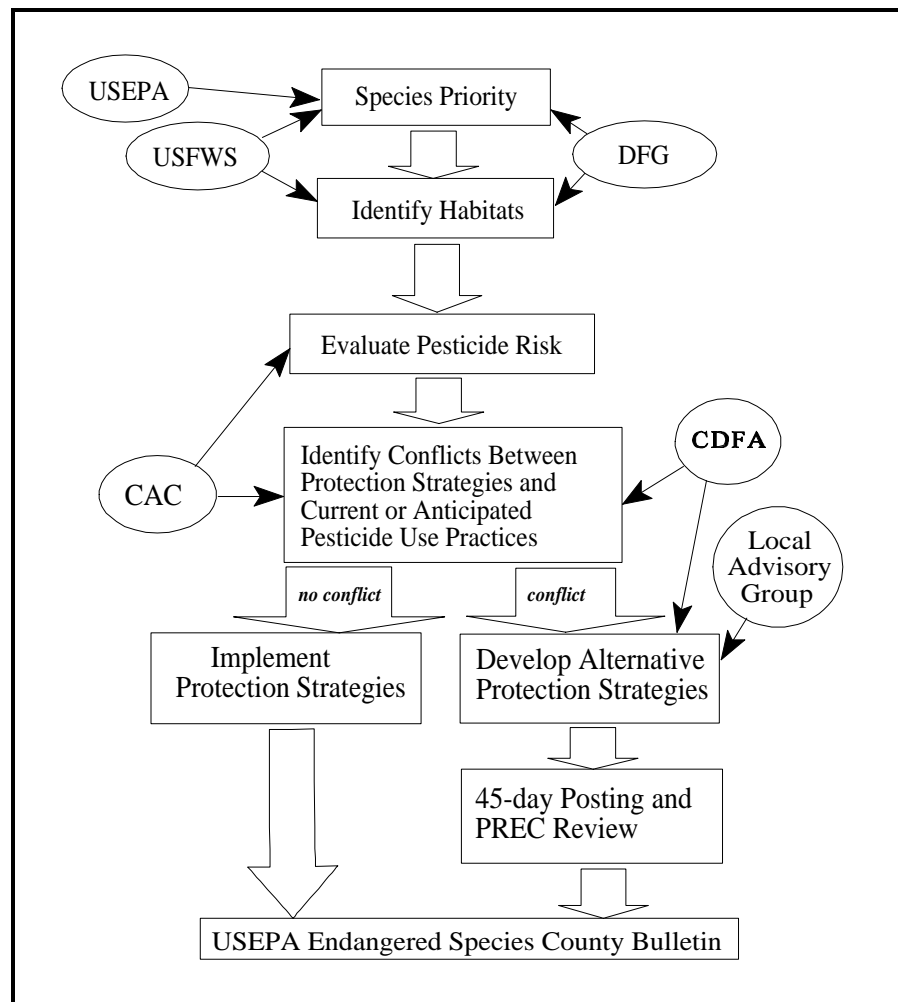 USEPA
Species Priority
USFWS
DFG
Identify Habitats
Evaluate Pesticide Risk
CDFA
Identify Conflicts Between
Protection Strategies and
Current or Anticipated
Pesticide Use Practices
CAC
Local
Advisory
Group
no conflict
conflict
Implement
Protection Strategies
Develop Alternative
Protection Strategies
45-day Posting and
PREC Review
USEPA Endangered Species County Bulletin